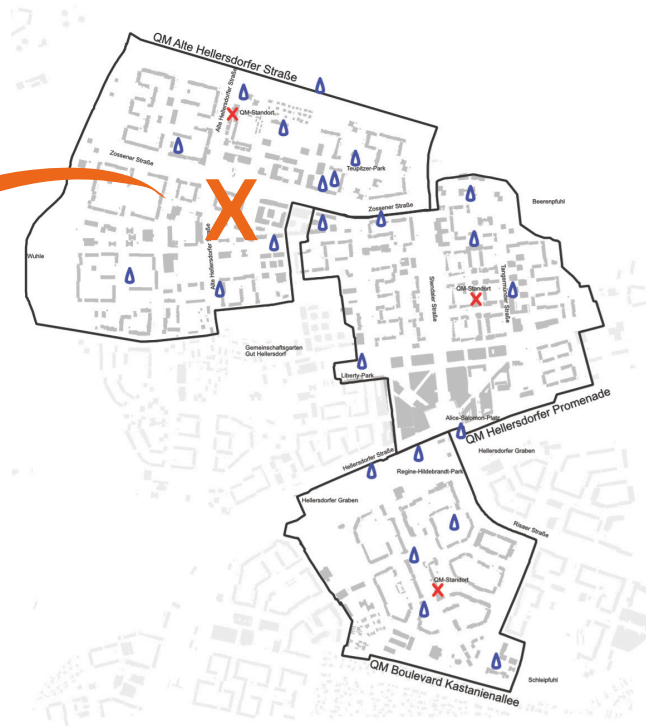 QM Alte Hellersdorfer Straße
Alte Hellersdorfer Straße
QM-Standort
Zossener Straße
Teupitzer-Park
X
Zossener Straße
Beerenpfuhl
Wuhle
Alte Hellersdorfer Straße
Stendaler Straße
QM-Standort
Tangermünder Straße
Gemeinschaftsgarten
Gut Hellersdorf
Liberty-Park
Alice-Salomon-Platz
QM Hellersdorfer Promenade
Hellersdorfer Straße
Regine-Hildebrandt-Park
Hellersdorfer Graben
Hellersdorfer Graben
Risaer Straße
QM-Standort
QM Boulevard Kastanienallee
Schleipfuhl